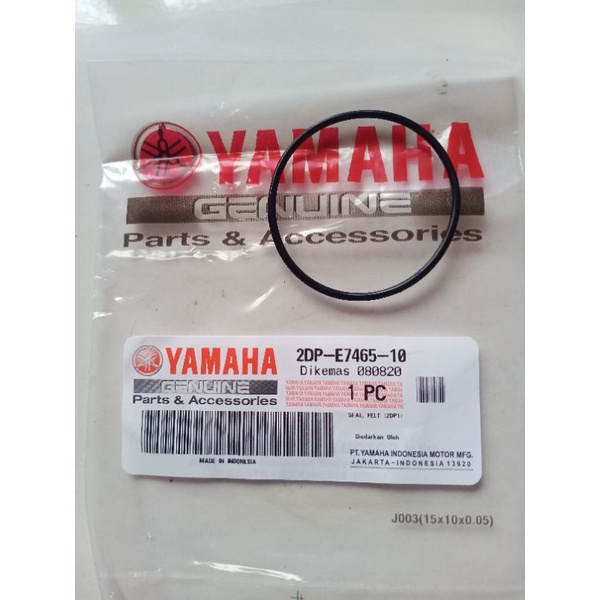 YAMAHA
GENUINE
Parts & Accessories
YAMAHA
GENUINE
Parts & Accessories
2DP-E7465-10
Dikemas 080820
1 PC
SEAL, FELT (2DP1)
Diedarkan Oleh
PT.YAMAHA INDONESIA MOTOR MFG.
JAKARTA-INDONESIA 13920
MADE IN INDONESIA
J003(15x10x0.05)